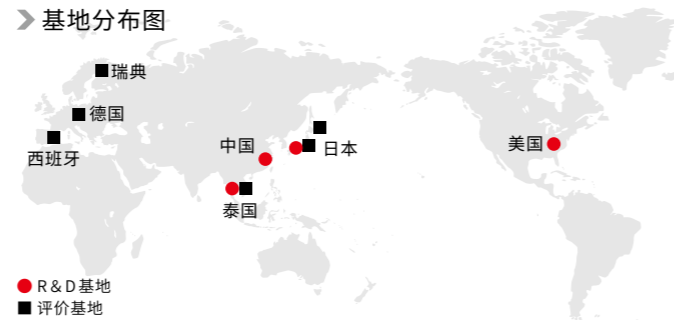 基地分布图
瑞典
德国
西班牙
中国
日本
美国
泰国
R&D基地
评价基地